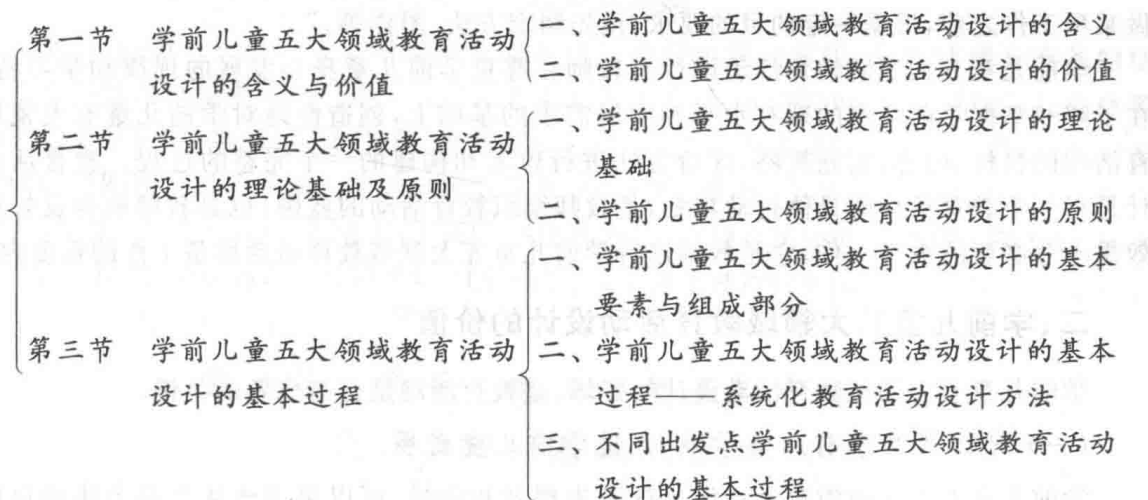 第一节 学前儿童五大领域教育活动
设计的含义与价值
一、学前儿童五大领域教育活动设计的含义
二、学前儿童五大领域教育活动设计的价值
第二节 学前儿童五大领域教育活动
设计的理论基础及原则
一、学前儿童五大领域教育活动设计的理论
基础
二、学前儿童五大领域教育活动设计的原则
第三节 学前儿童五大领域教育活动
设计的基本过程
一、学前儿童五大领域教育活动设计的基本
要素与组成部分
二、学前儿童五大领域教育活动设计的基本
过程——系统化教育活动设计方法
三、不同出发点学前儿童五大领域教育活动
设计的基本过程